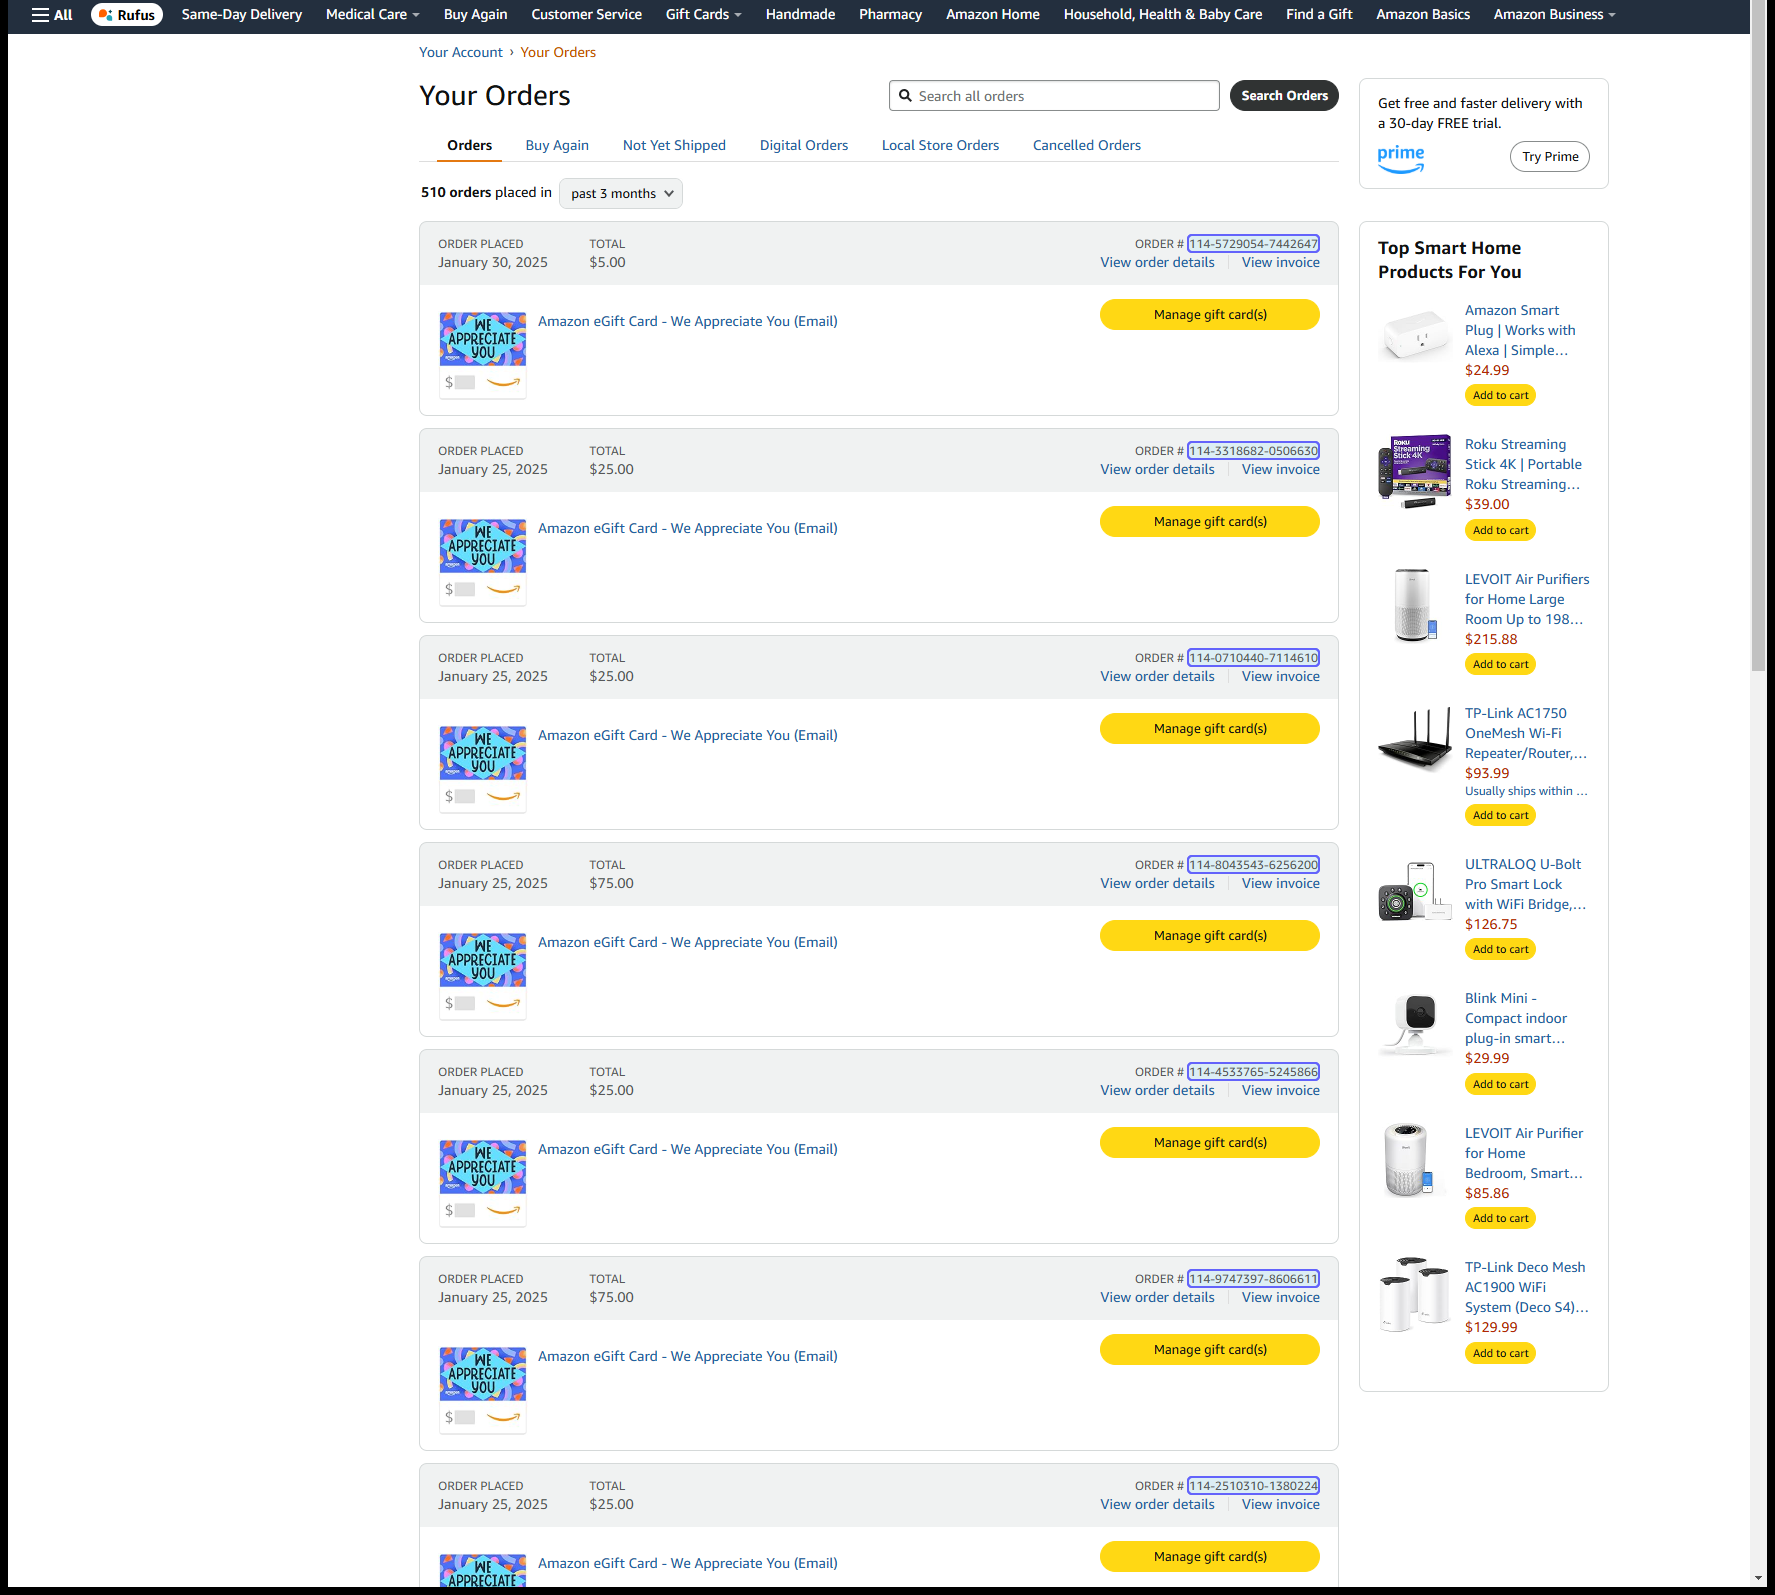 All Rufus Same-Day Delivery Medical Care Buy Again Customer Service Gift Cards Handmade Pharmacy Amazon Home Household, Health & Baby Care Find a Gift Amazon Basics Amazon Business
Your Account › Your Orders
Your Orders
Search all orders
Search Orders
Orders Buy Again Not Yet Shipped Digital Orders Local Store Orders Cancelled Orders
510 orders placed in past 3 months
ORDER PLACED TOTAL ORDER # 114-5729054-7442647
January 30, 2025 $5.00 View order details View invoice
WE
APPRECIATE
YOU
amazon
$
Amazon eGift Card - We Appreciate You (Email)
Manage gift card(s)
ORDER PLACED TOTAL ORDER # 114-3318682-0506630
January 25, 2025 $25.00 View order details View invoice
WE
APPRECIATE
YOU
amazon
$
Amazon eGift Card - We Appreciate You (Email)
Manage gift card(s)
ORDER PLACED TOTAL ORDER # 114-0710440-7114610
January 25, 2025 $25.00 View order details View invoice
WE
APPRECIATE
YOU
amazon
$
Amazon eGift Card - We Appreciate You (Email)
Manage gift card(s)
ORDER PLACED TOTAL ORDER # 114-8043543-6256200
January 25, 2025 $75.00 View order details View invoice
WE
APPRECIATE
YOU
amazon
$
Amazon eGift Card - We Appreciate You (Email)
Manage gift card(s)
ORDER PLACED TOTAL ORDER # 114-4533765-5245866
January 25, 2025 $25.00 View order details View invoice
WE
APPRECIATE
YOU
amazon
$
Amazon eGift Card - We Appreciate You (Email)
Manage gift card(s)
ORDER PLACED TOTAL ORDER # 114-9747397-8606611
January 25, 2025 $75.00 View order details View invoice
WE
APPRECIATE
YOU
amazon
$
Amazon eGift Card - We Appreciate You (Email)
Manage gift card(s)
ORDER PLACED TOTAL ORDER # 114-2510310-1380224
January 25, 2025 $25.00 View order details View invoice
WE
APPRECIATE
Amazon eGift Card - We Appreciate You (Email)
Manage gift card(s)
Get free and faster delivery with
a 30-day FREE trial.
prime
Try Prime
Top Smart Home
Products For You
Amazon Smart
Plug | Works with
Alexa | Simple…
$24.99
Add to cart
Roku
Streaming
Stick 4K
Roku Streaming
Stick 4K | Portable
Roku Streaming…
$39.00
Add to cart
LEVOIT Air Purifiers
for Home Large
Room Up to 198…
$215.88
Add to cart
TP-Link AC1750
OneMesh Wi-Fi
Repeater/Router,…
$93.99
Usually ships within …
Add to cart
ULTRALOQ U-Bolt
Pro Smart Lock
with WiFi Bridge,…
$126.75
Add to cart
Blink Mini -
Compact indoor
plug-in smart…
$29.99
Add to cart
LEVOIT Air Purifier
for Home
Bedroom, Smart…
$85.86
Add to cart
TP-Link Deco Mesh
AC1900 WiFi
System (Deco S4)…
$129.99
Add to cart